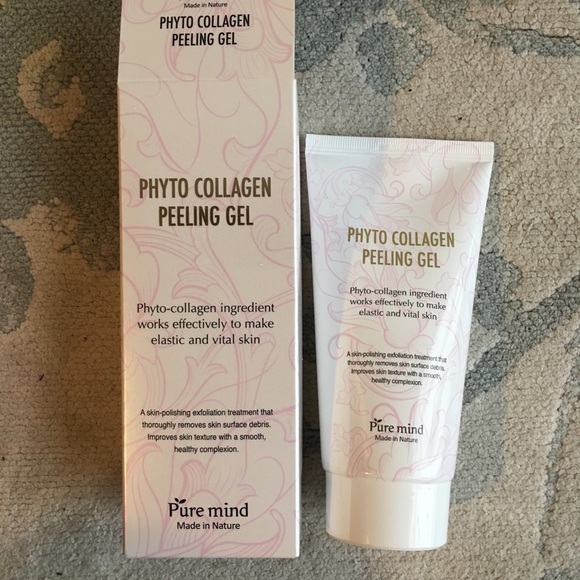 Made in Nature
PHYTO COLLAGEN
PEELING GEL
PHYTO COLLAGEN
PEELING GEL
Phyto-collagen ingredient
works effectively to make
elastic and vital skin
A skin-polishing exfoliation treatment that
thoroughly removes skin surface debris.
Improves skin texture with a smooth,
healthy complexion.
Pure mind
Made in Nature
PHYTO COLLAGEN
PEELING GEL
Phyto-collagen ingredient
works effectively to make
elastic and vital skin
A skin-polishing exfoliation treatment that
thoroughly removes skin surface debris.
Improves skin texture with a smooth,
healthy complexion.
Pure mind
Made in Nature